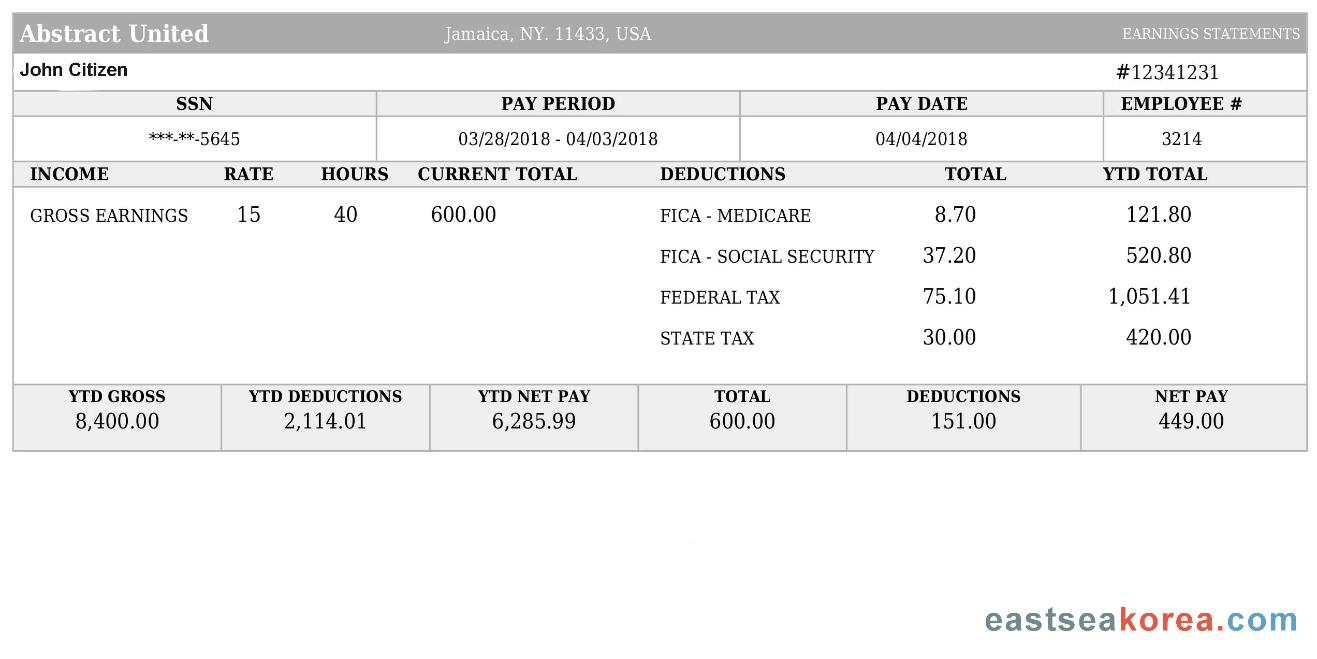 Abstract United Jamaica, NY. 11433, USA EARNINGS STATEMENTS
John Citizen #12341231
SSN PAY PERIOD PAY DATE EMPLOYEE #
***-**-5645 03/28/2018 - 04/03/2018 04/04/2018 3214
INCOME RATE HOURS CURRENT TOTAL DEDUCTIONS TOTAL YTD TOTAL
GROSS EARNINGS 15 40 600.00 FICA - MEDICARE 8.70 121.80
FICA - SOCIAL SECURITY 37.20 520.80
FEDERAL TAX 75.10 1,051.41
STATE TAX 30.00 420.00
YTD GROSS YTD DEDUCTIONS YTD NET PAY TOTAL DEDUCTIONS NET PAY
8,400.00 2,114.01 6,285.99 600.00 151.00 449.00
eastseakorea.com